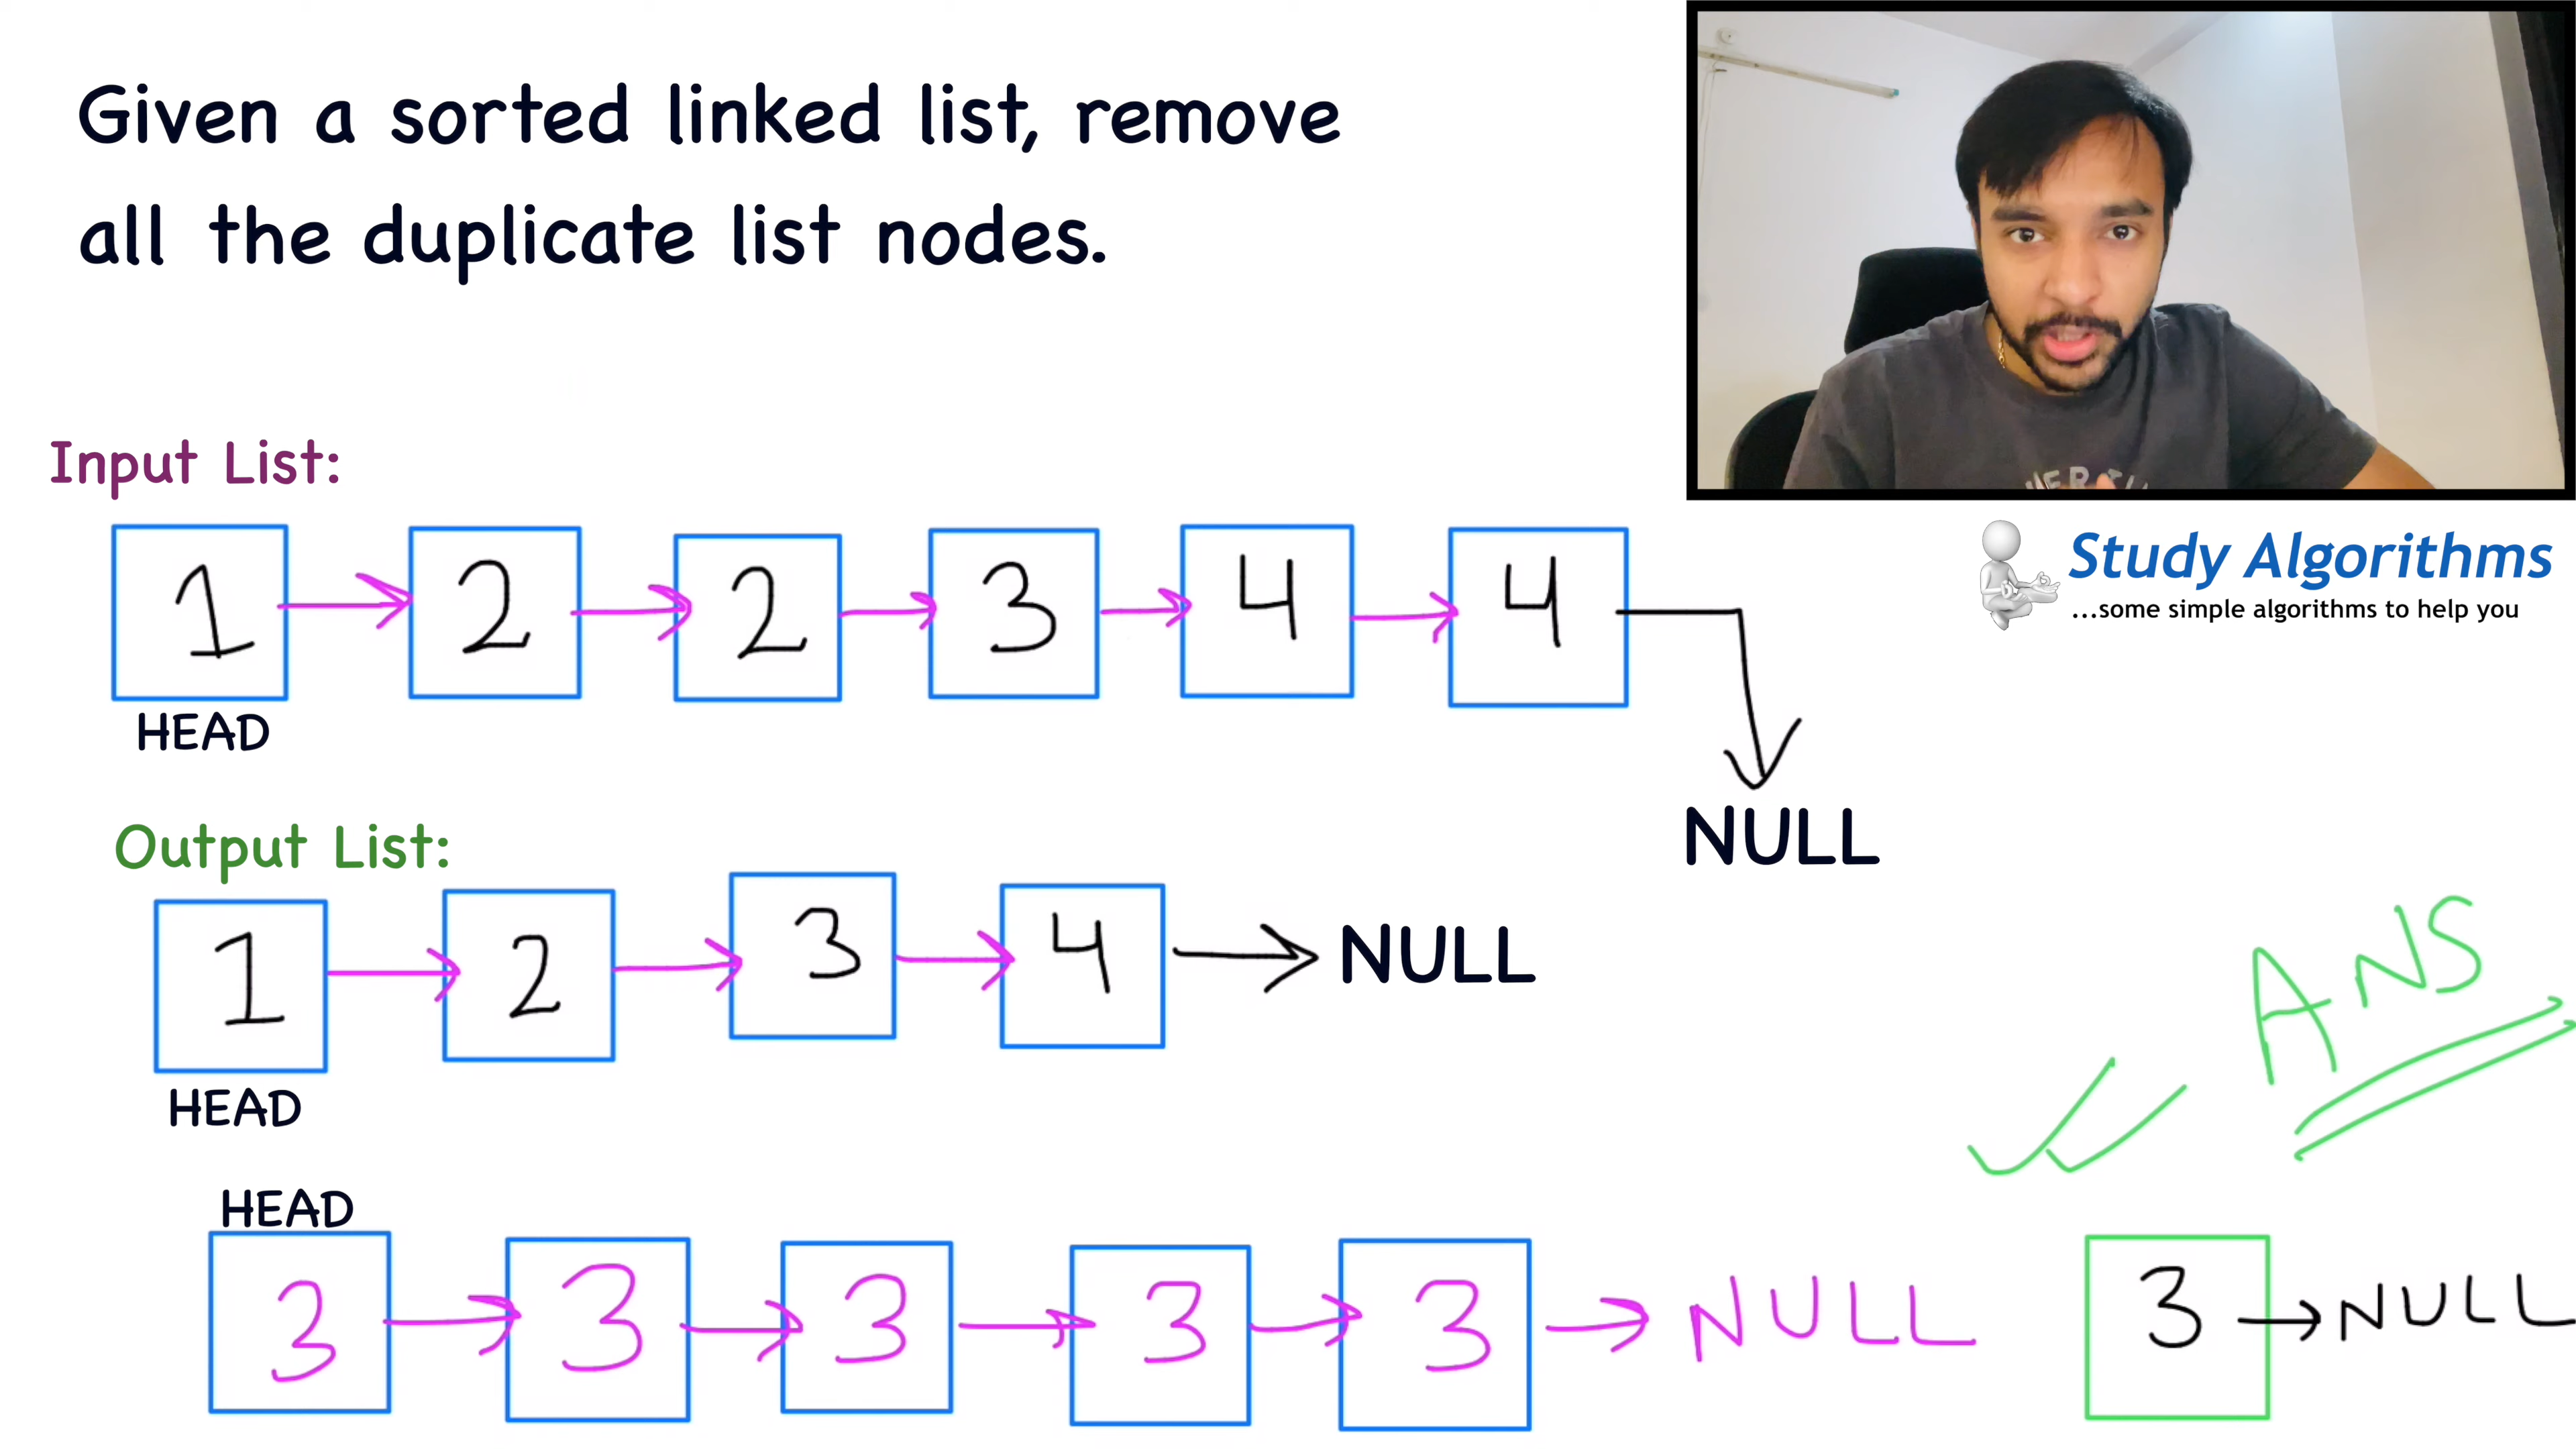 Given a sorted linked list, remove
all the duplicate list nodes.
Input List:
1 2 2 3 4 4
HEAD
NULL
Study Algorithms
...some simple algorithms to help you
Output List:
1 2 3 4 NULL
HEAD
ANS
HEAD
3 3 3 3 3 NULL
3 NULL